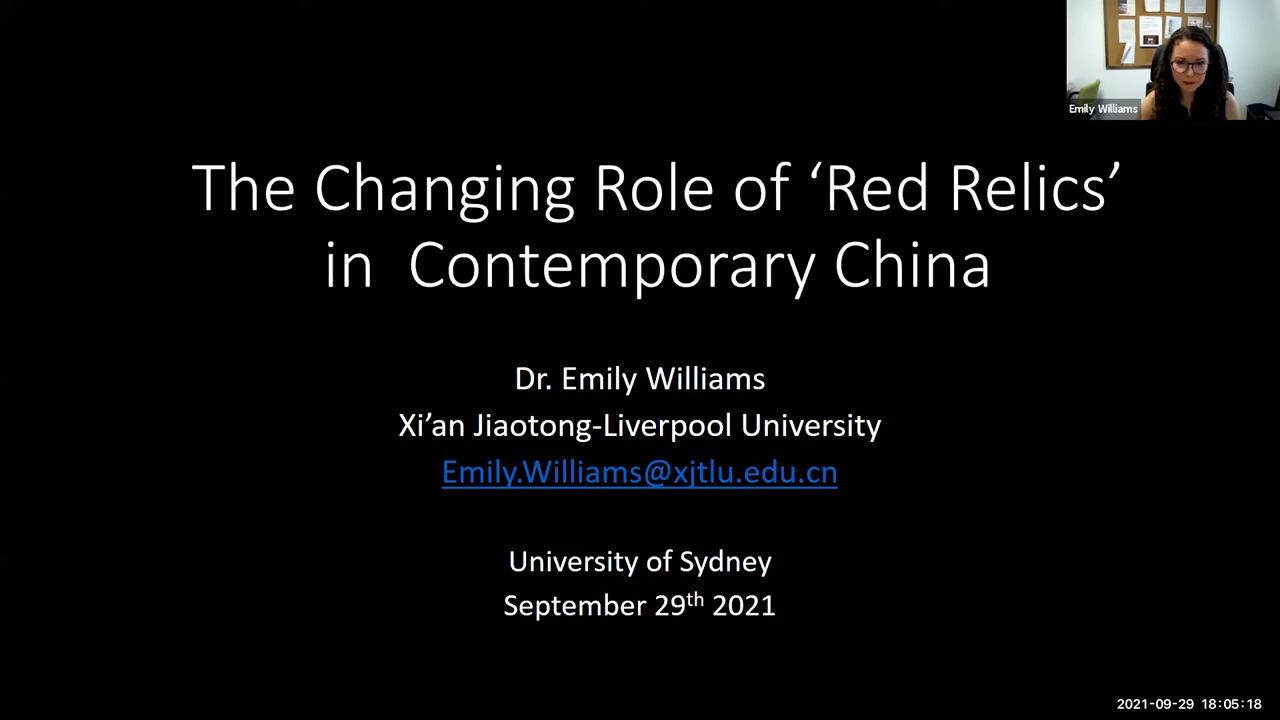 Emily Williams
The Changing Role of ‘Red Relics’
in  Contemporary China
Dr. Emily Williams
Xi’an Jiaotong-Liverpool University
Emily.Williams@xjtlu.edu.cn
University of Sydney
September 29th 2021
2021-09-29 18:05:18